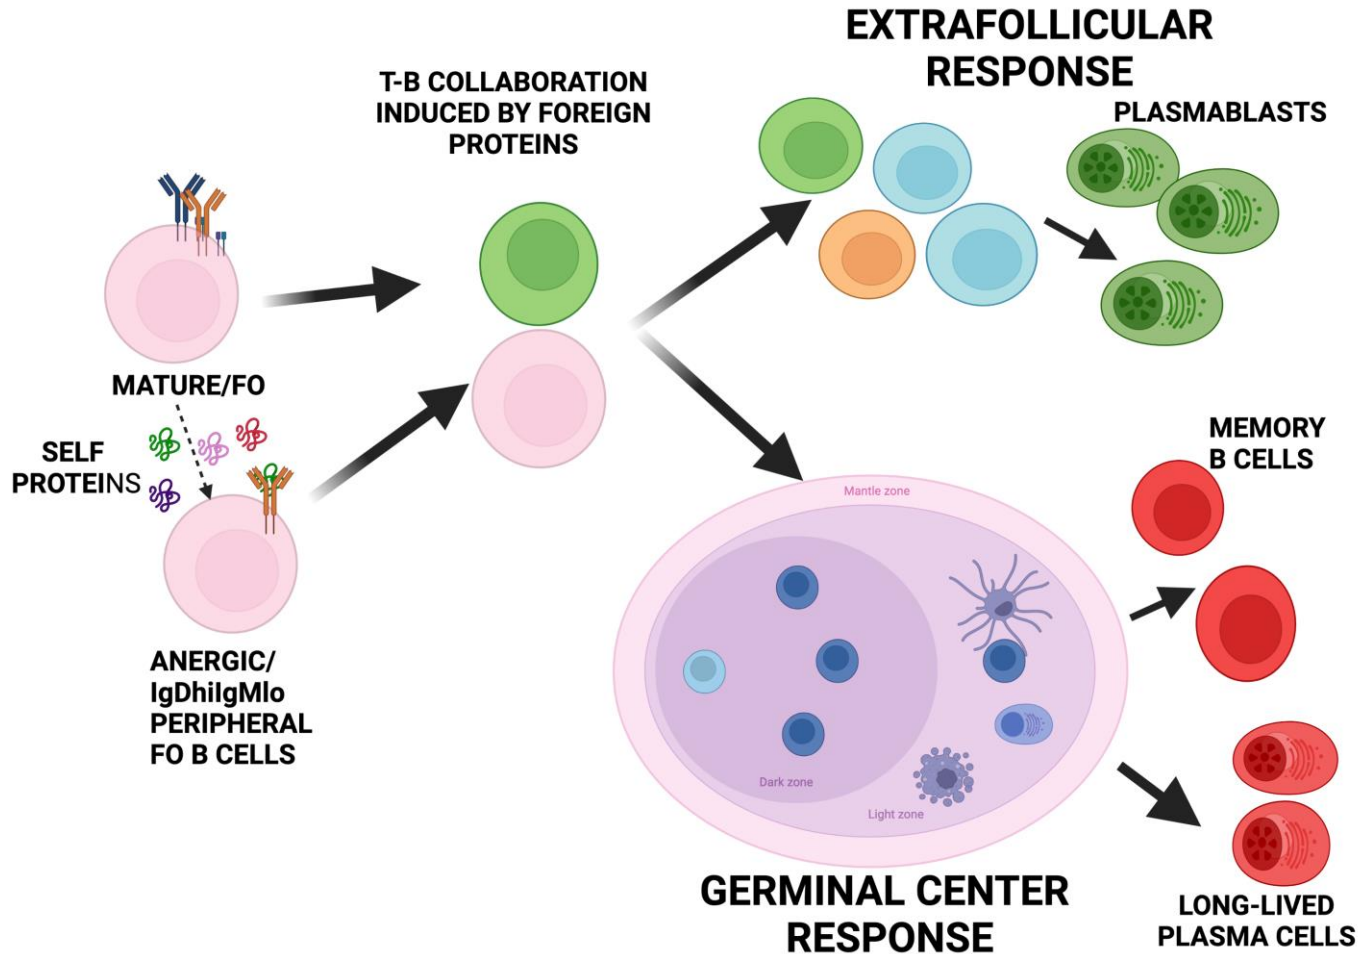 EXTRAFOLLICULAR
RESPONSE
T-B COLLABORATION
INDUCED BY FOREIGN
PROTEINS
PLASMABLASTS
MATURE/FO
SELF
PROTEINS
ANERGIC/
IgDhiIgMlo
PERIPHERAL
FO B CELLS
MEMORY
B CELLS
Mantle zone
Dark zone
Light zone
GERMINAL CENTER
RESPONSE
LONG-LIVED
PLASMA CELLS